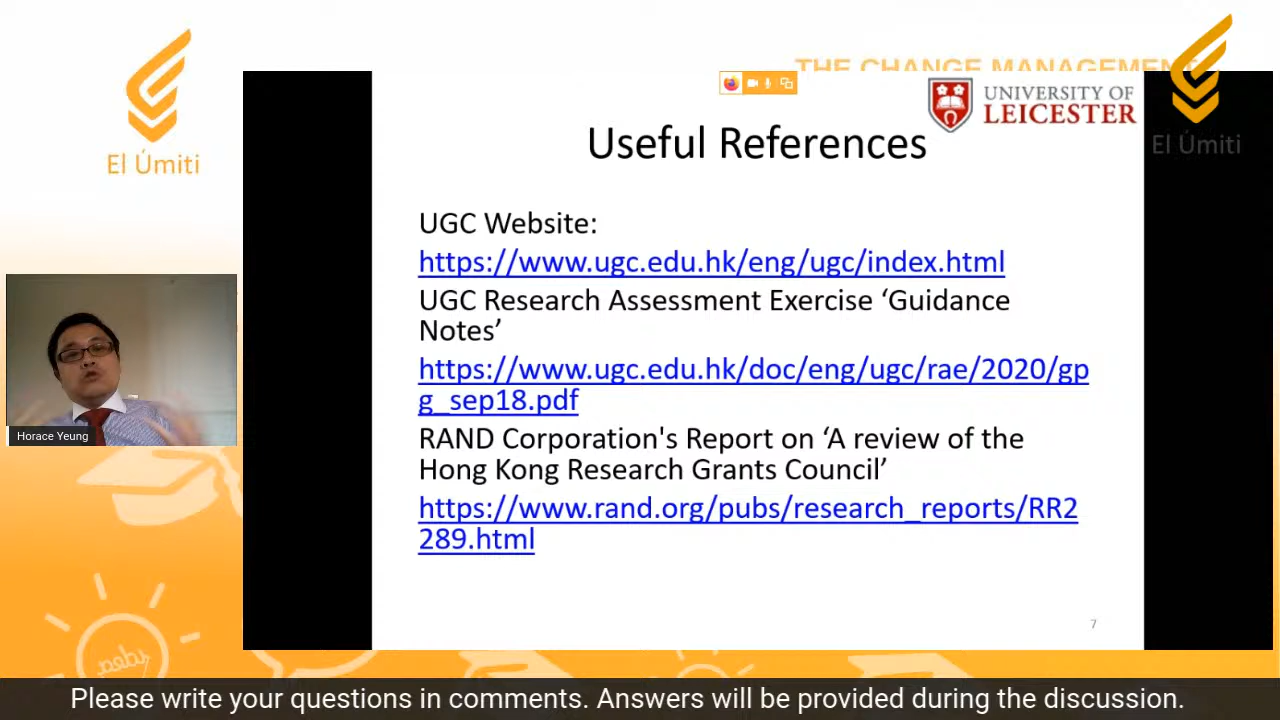 THE CHANGE MANAGEMENT
El Úmiti
UNIVERSITY OF
LEICESTER
El Úmiti
Useful References
UGC Website:
https://www.ugc.edu.hk/eng/ugc/index.html
UGC Research Assessment Exercise ‘Guidance
Notes’
https://www.ugc.edu.hk/doc/eng/ugc/rae/2020/gp
g_sep18.pdf
RAND Corporation's Report on ‘A review of the
Hong Kong Research Grants Council’
https://www.rand.org/pubs/research_reports/RR2
289.html
Horace Yeung
7
idea
Please write your questions in comments. Answers will be provided during the discussion.